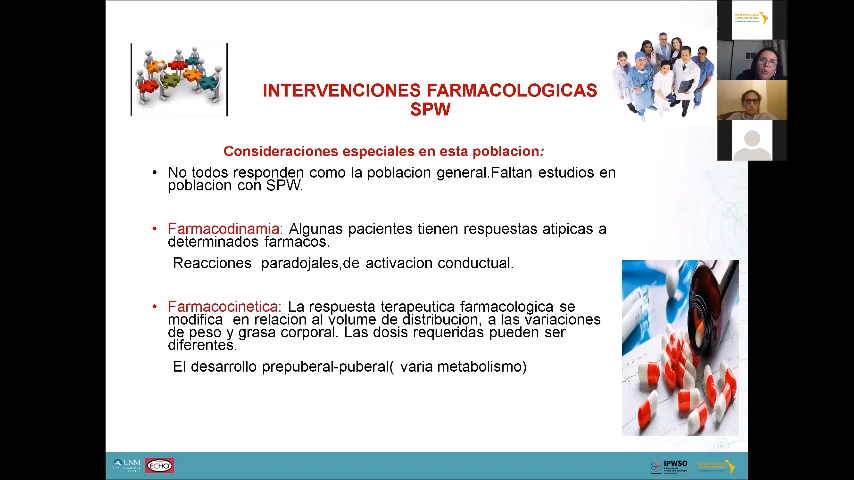 INTERVENCIONES FARMACOLOGICAS
SPW
Consideraciones especiales en esta poblacion:
• No todos responden como la poblacion general.Faltan estudios en
poblacion con SPW.
• Farmacodinamia: Algunas pacientes tienen respuestas atipicas a
determinados farmacos.
Reacciones paradojales,de activacion conductual.
• Farmacocinetica: La respuesta terapeutica farmacologica se
modifica en relacion al volume de distribucion, a las variaciones
de peso y grasa corporal. Las dosis requeridas pueden ser
diferentes.
El desarrollo prepuberal-puberal( varia metabolismo)
UNM
ECHO
IPWSO